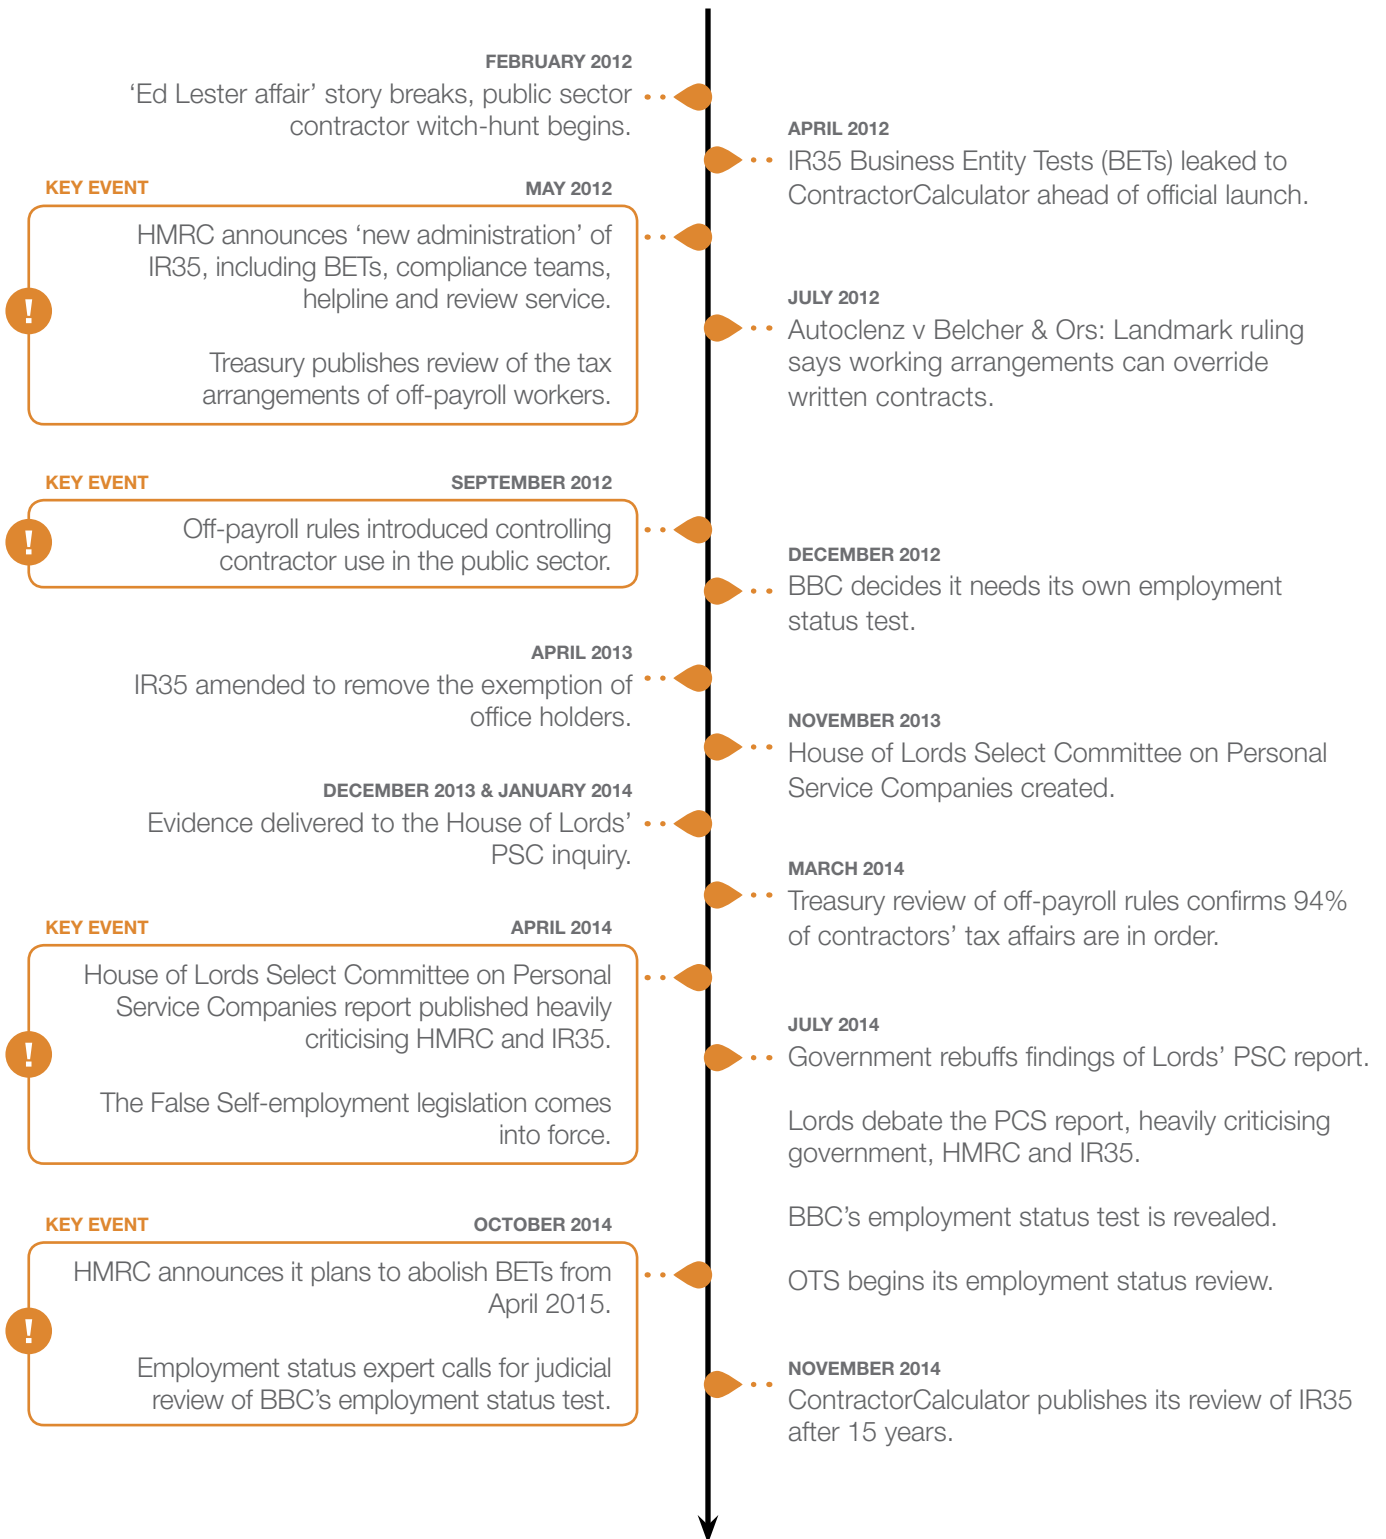 FEBRUARY 2012
‘Ed Lester affair’ story breaks, public sector
contractor witch-hunt begins.
APRIL 2012
IR35 Business Entity Tests (BETs) leaked to
ContractorCalculator ahead of official launch.
KEY EVENT
MAY 2012
HMRC announces ‘new administration’ of
IR35, including BETs, compliance teams,
helpline and review service.
Treasury publishes review of the tax
arrangements of off-payroll workers.
!
JULY 2012
Autoclenz v Belcher & Ors: Landmark ruling
says working arrangements can override
written contracts.
KEY EVENT
SEPTEMBER 2012
Off-payroll rules introduced controlling
contractor use in the public sector.
!
DECEMBER 2012
BBC decides it needs its own employment
status test.
APRIL 2013
IR35 amended to remove the exemption of
office holders.
NOVEMBER 2013
House of Lords Select Committee on Personal
Service Companies created.
DECEMBER 2013 & JANUARY 2014
Evidence delivered to the House of Lords’
PSC inquiry.
MARCH 2014
Treasury review of off-payroll rules confirms 94%
of contractors’ tax affairs are in order.
KEY EVENT
APRIL 2014
House of Lords Select Committee on Personal
Service Companies report published heavily
criticising HMRC and IR35.
The False Self-employment legislation comes
into force.
!
JULY 2014
Government rebuffs findings of Lords’ PSC report.
Lords debate the PCS report, heavily criticising
government, HMRC and IR35.
BBC’s employment status test is revealed.
OTS begins its employment status review.
KEY EVENT
OCTOBER 2014
HMRC announces it plans to abolish BETs from
April 2015.
Employment status expert calls for judicial
review of BBC’s employment status test.
!
NOVEMBER 2014
ContractorCalculator publishes its review of IR35
after 15 years.